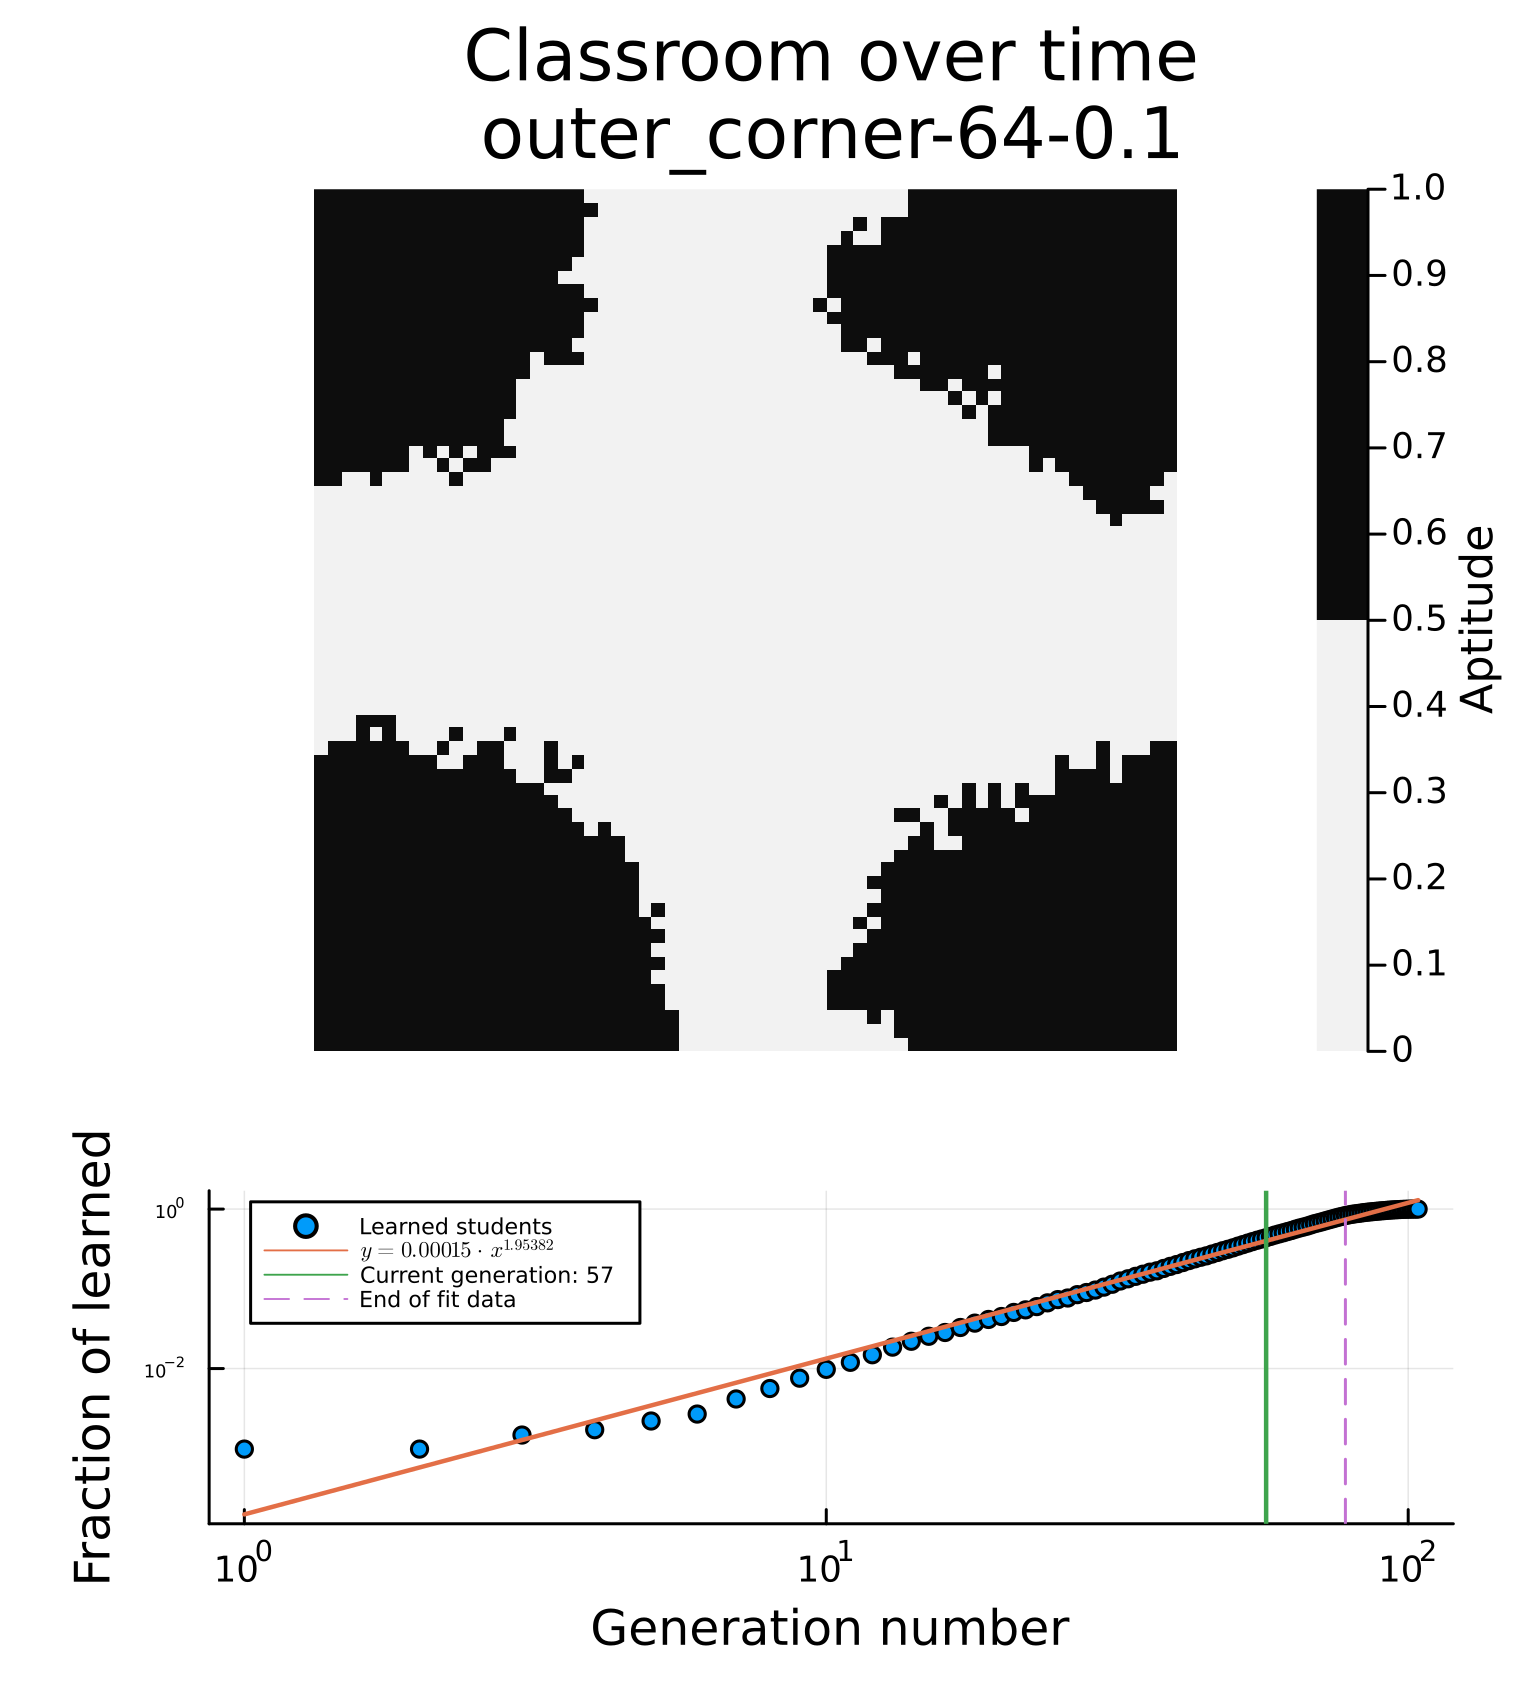 Classroom over time
outer_corner-64-0.1
1.0
0.9
0.8
0.7
0.6
0.5
0.4
0.3
0.2
0.1
0
Aptitude
Fraction of learned
10^0
10^-2
Learned students
y = 0.00015 · x^1.95382
Current generation: 57
End of fit data
10^0
10^1
10^2
Generation number